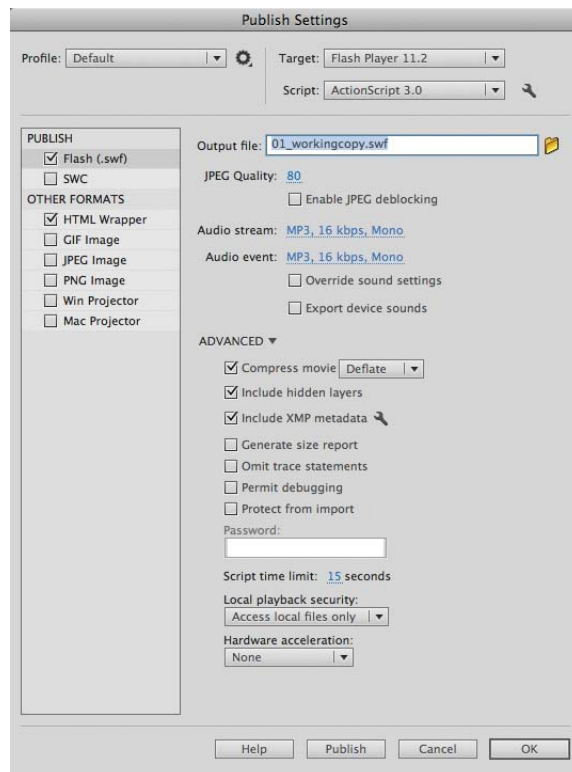 Publish Settings
Profile: Default
Target: Flash Player 11.2
Script: ActionScript 3.0
PUBLISH
Flash (.swf)
SWC
OTHER FORMATS
HTML Wrapper
GIF Image
JPEG Image
PNG Image
Win Projector
Mac Projector
Output file: 01_workingcopy.swf
JPEG Quality: 80
Enable JPEG deblocking
Audio stream: MP3, 16 kbps, Mono
Audio event: MP3, 16 kbps, Mono
Override sound settings
Export device sounds
ADVANCED
Compress movie Deflate
Include hidden layers
Include XMP metadata
Generate size report
Omit trace statements
Permit debugging
Protect from import
Password:
Script time limit: 15 seconds
Local playback security:
Access local files only
Hardware acceleration:
None
Help Publish Cancel OK